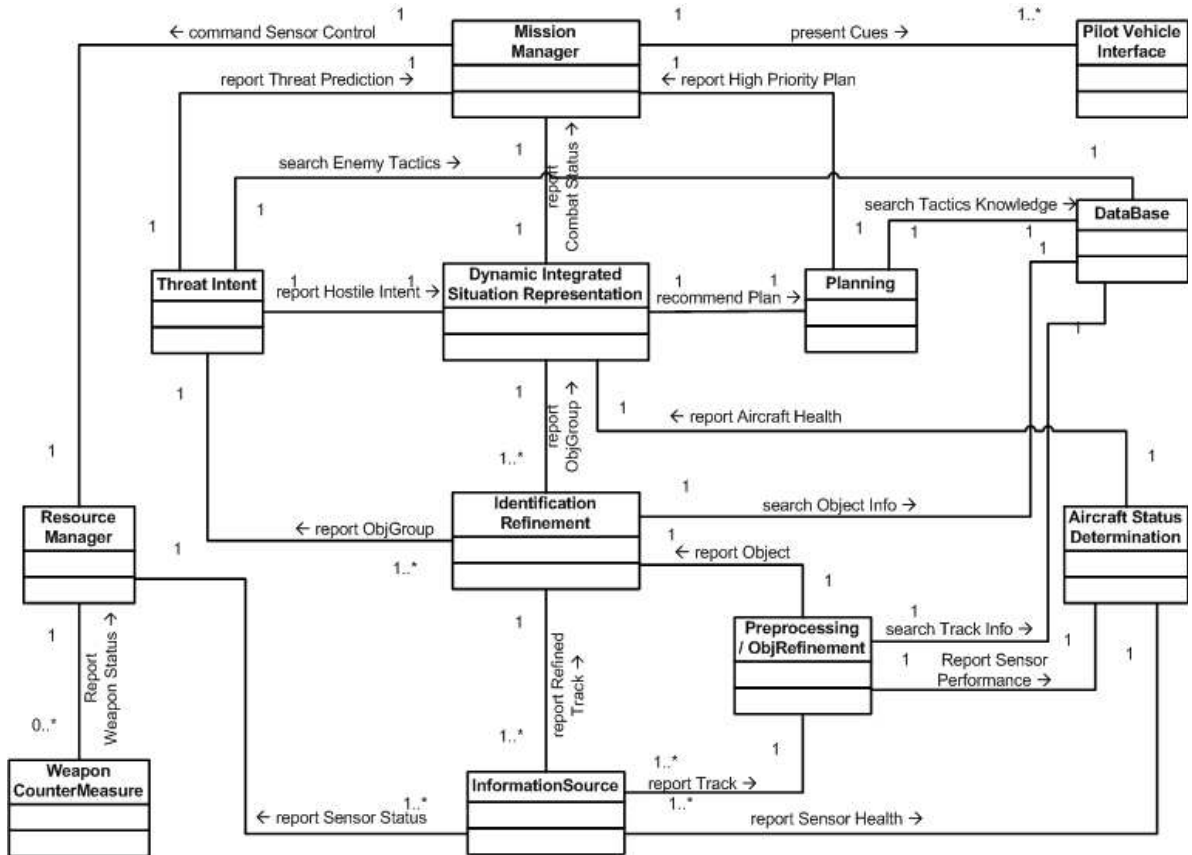 1
1
1..*
← command Sensor Control
Mission
Manager
present Cues →
Pilot Vehicle
Interface
1
1
report Threat Prediction →
← report High Priority Plan
1
report
Combat Status →
1
search Enemy Tactics →
1
1
1
1
search Tactics Knowledge →
DataBase
1
1
1
1
Threat Intent
1
1
report Hostile Intent →
Dynamic Integrated
Situation Representation
1
1
recommend Plan →
Planning
1
1
1
report
ObjGroup →
1
← report Aircraft Health
1
1..*
1
1
search Object Info →
Resource
Manager
Identification
Refinement
Aircraft Status
Determination
1
← report ObjGroup
1
← report Object
1..*
1
1
Report
Weapon Status →
1
report Refined
Track →
Preprocessing
/ ObjRefinement
1
search Track Info →
1
1
1
Report Sensor
Performance →
0..*
1..*
1
Weapon
CounterMeasure
1..*
InformationSource
1..*
report Track →
1..*
← report Sensor Status
report Sensor Health →